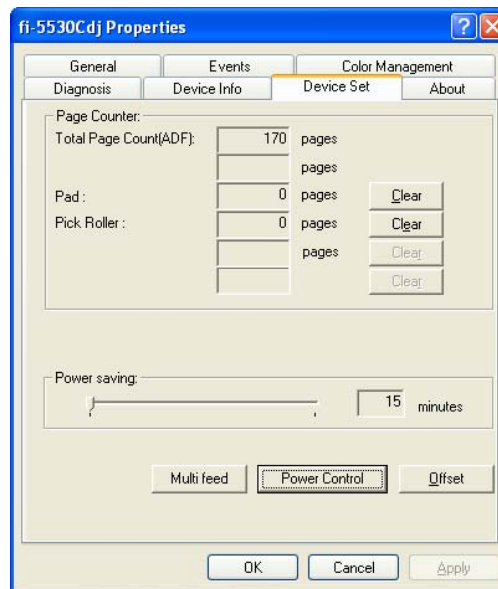 fi-5530Cdj Properties
General Events Color Management
Diagnosis Device Info Device Set About
Page Counter:
Total Page Count(ADF): 170 pages
pages
Pad : 0 pages Clear
Pick Roller : 0 pages Clear
pages Clear
Clear
Power saving:
15 minutes
Multi feed Power Control Offset
OK Cancel Apply